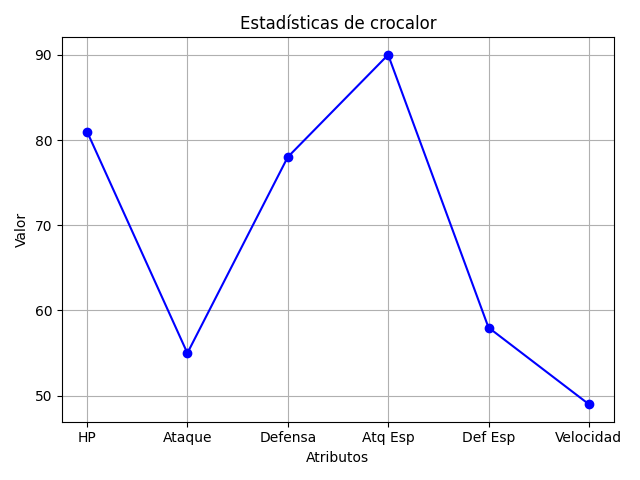 Estadísticas de crocalor
Valor
90
80
70
60
50
HP Ataque Defensa Atq Esp Def Esp Velocidad
Atributos